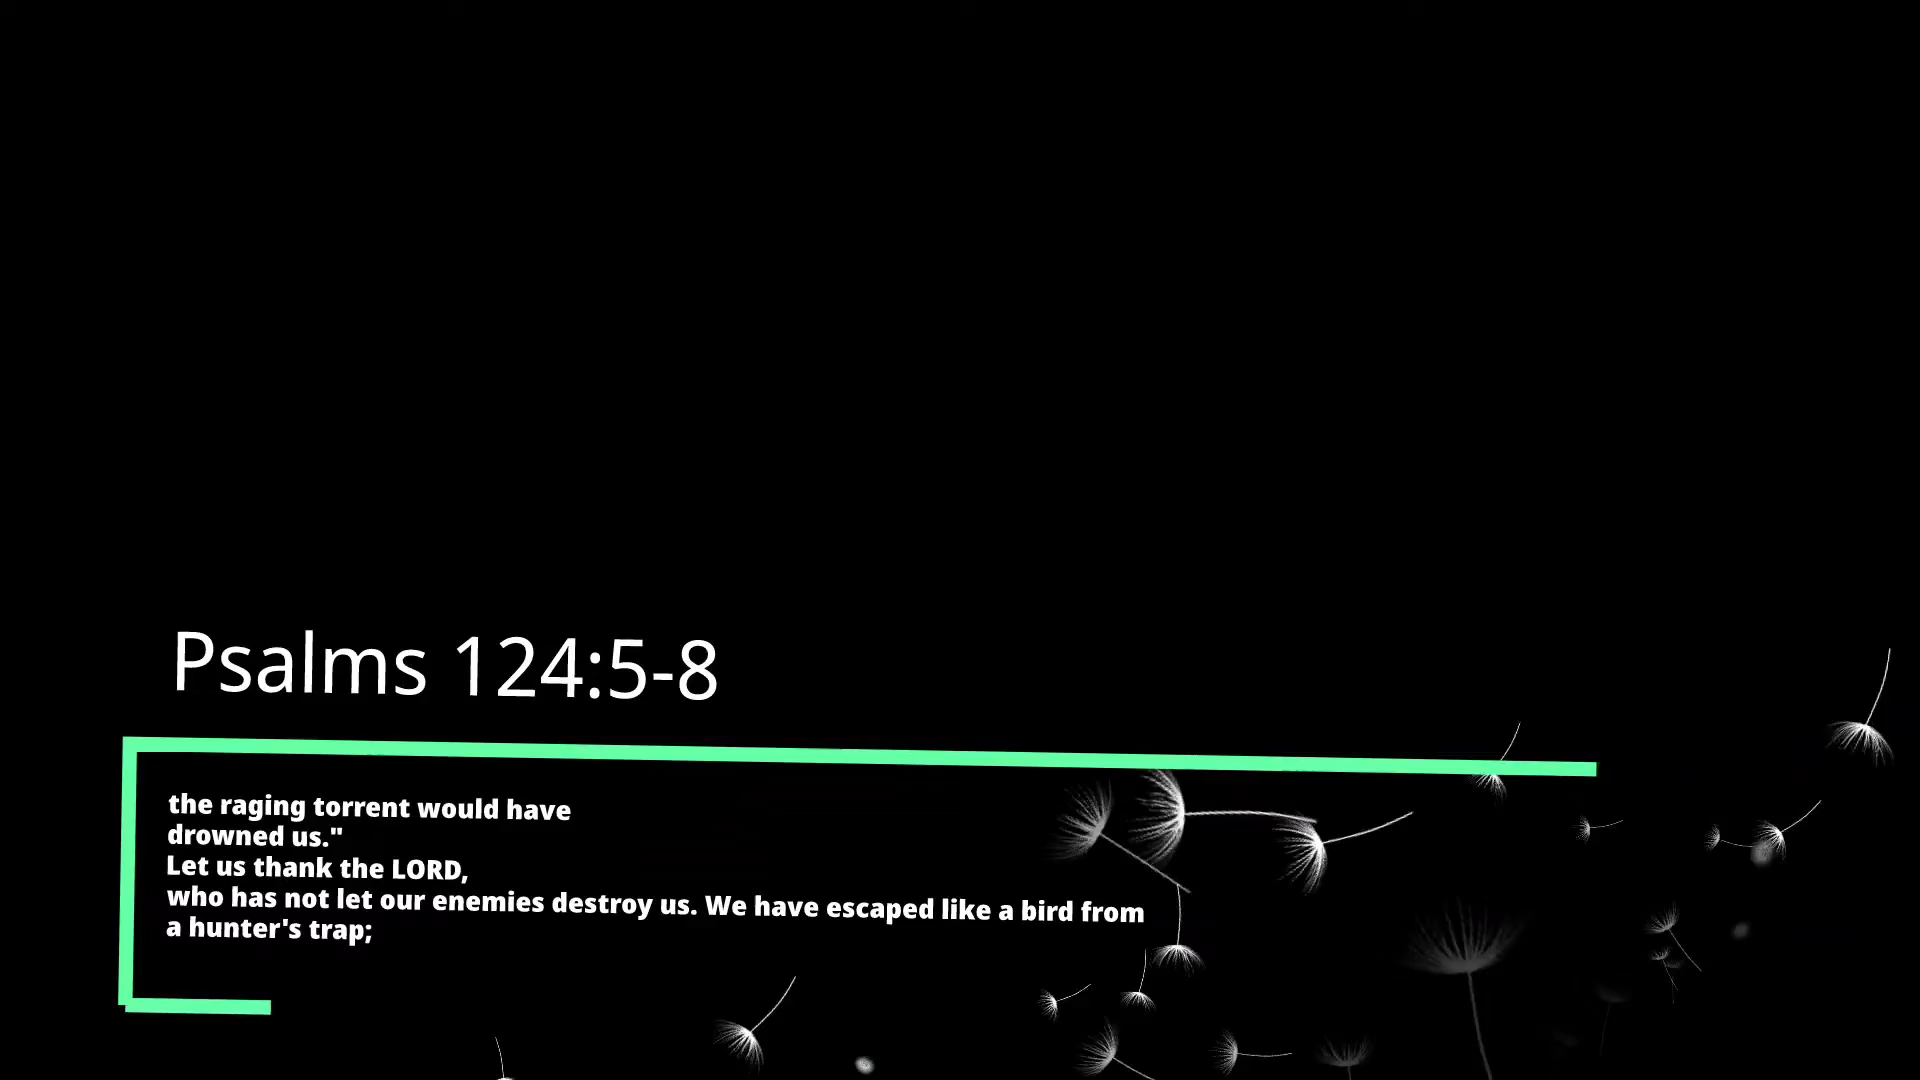 Psalms 124:5-8
the raging torrent would have
drowned us."
Let us thank the LORD,
who has not let our enemies destroy us. We have escaped like a bird from
a hunter's trap;